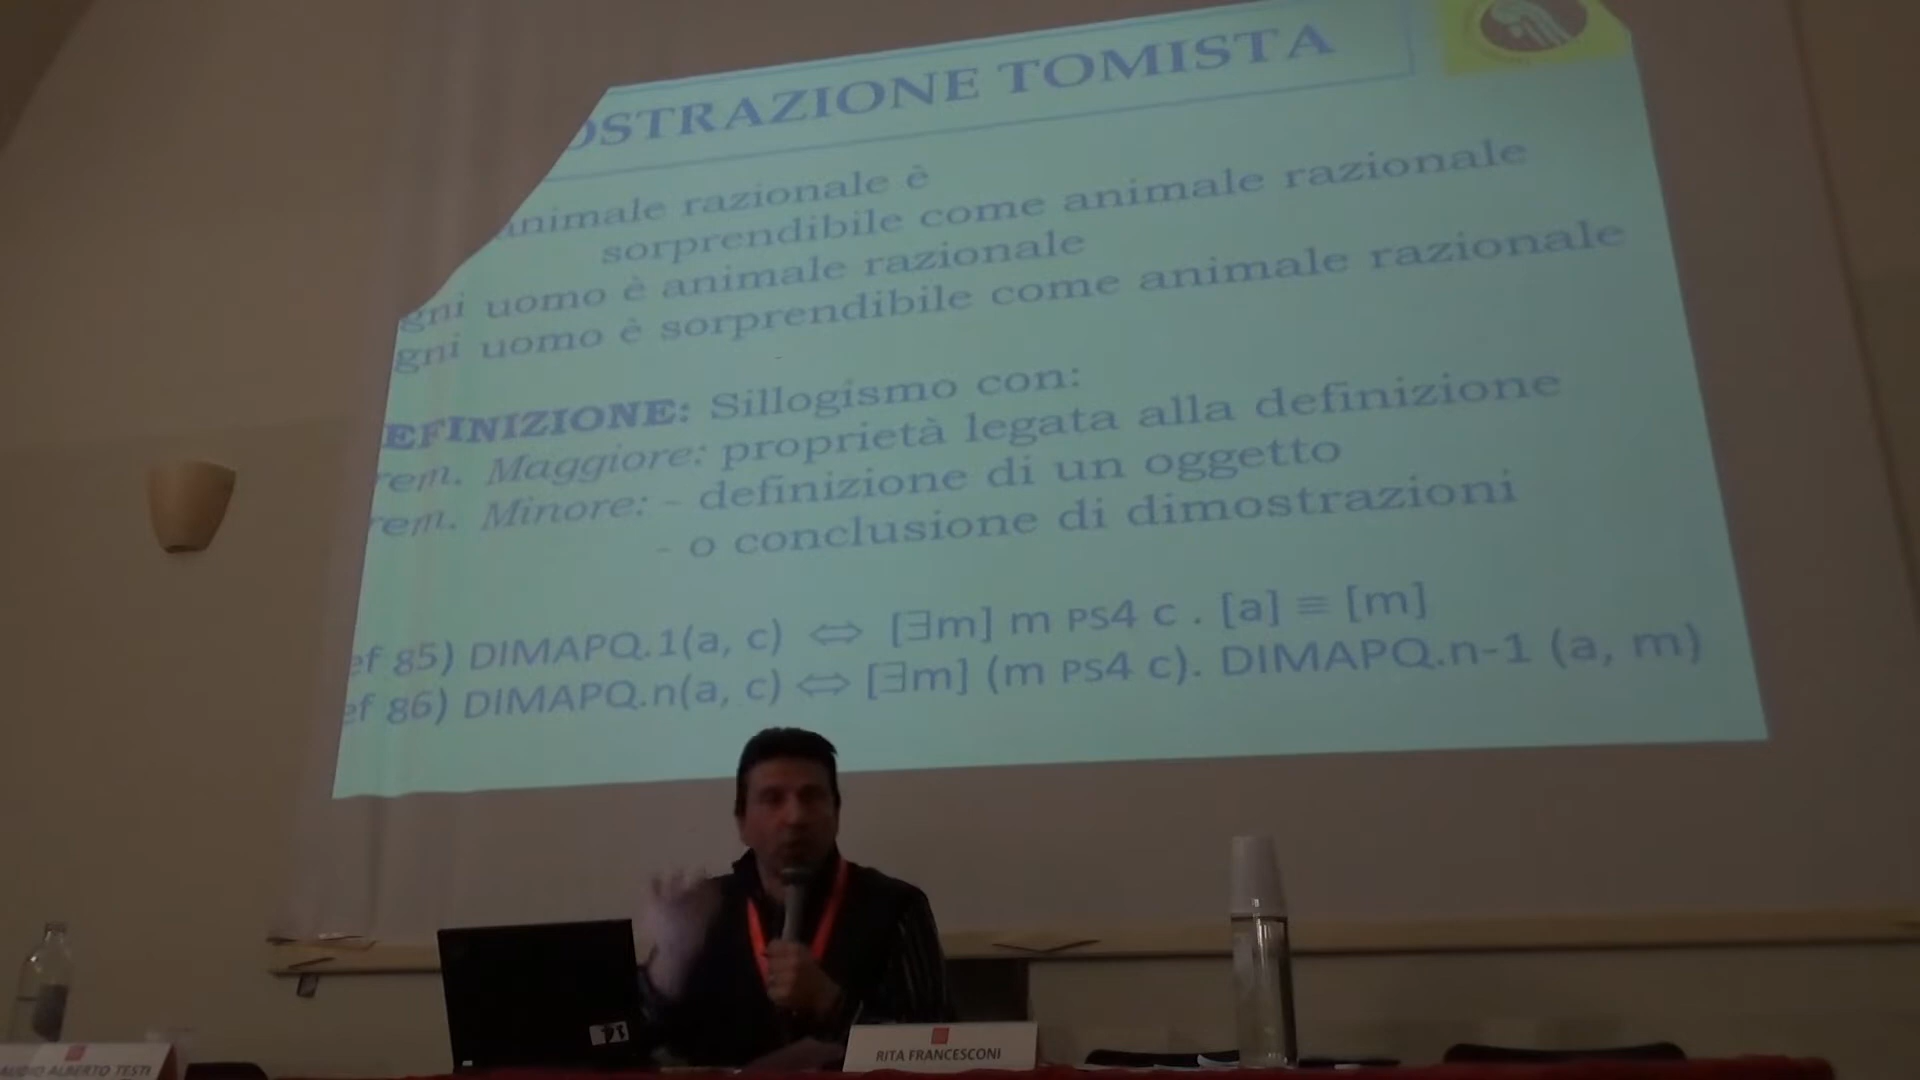 OSTRAZIONE TOMISTA
animale razionale è
sorprendibile come animale razionale
gni uomo è animale razionale
gni uomo è sorprendibile come animale razionale
EFINIZIONE: Sillogismo con:
rem. Maggiore: proprietà legata alla definizione
rem. Minore: - definizione di un oggetto
- o conclusione di dimostrazioni
ef 85) DIMAPQ.1(a, c) ⇔ [∃m] m PS4 c . [a] ≡ [m]
ef 86) DIMAPQ.n(a, c) ⇔ [∃m] (m PS4 c). DIMAPQ.n-1 (a, m)
RITA FRANCESCONI
AUDIO ALBERTO TESTI